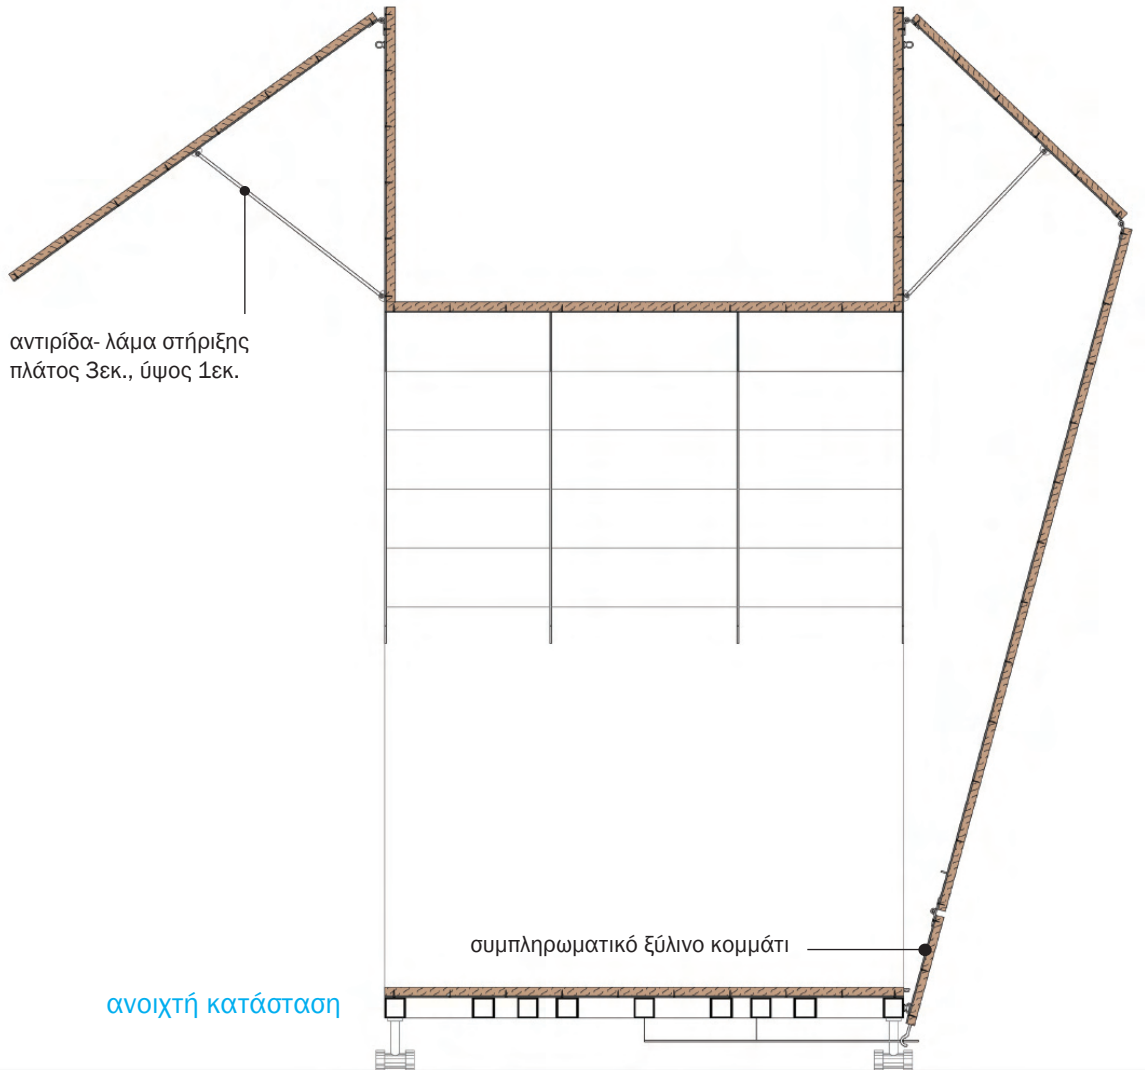 αντιρίδα- λάμα στήριξης
πλάτος 3εκ., ύψος 1εκ.
συμπληρωματικό ξύλινο κομμάτι
ανοιχτή κατάσταση